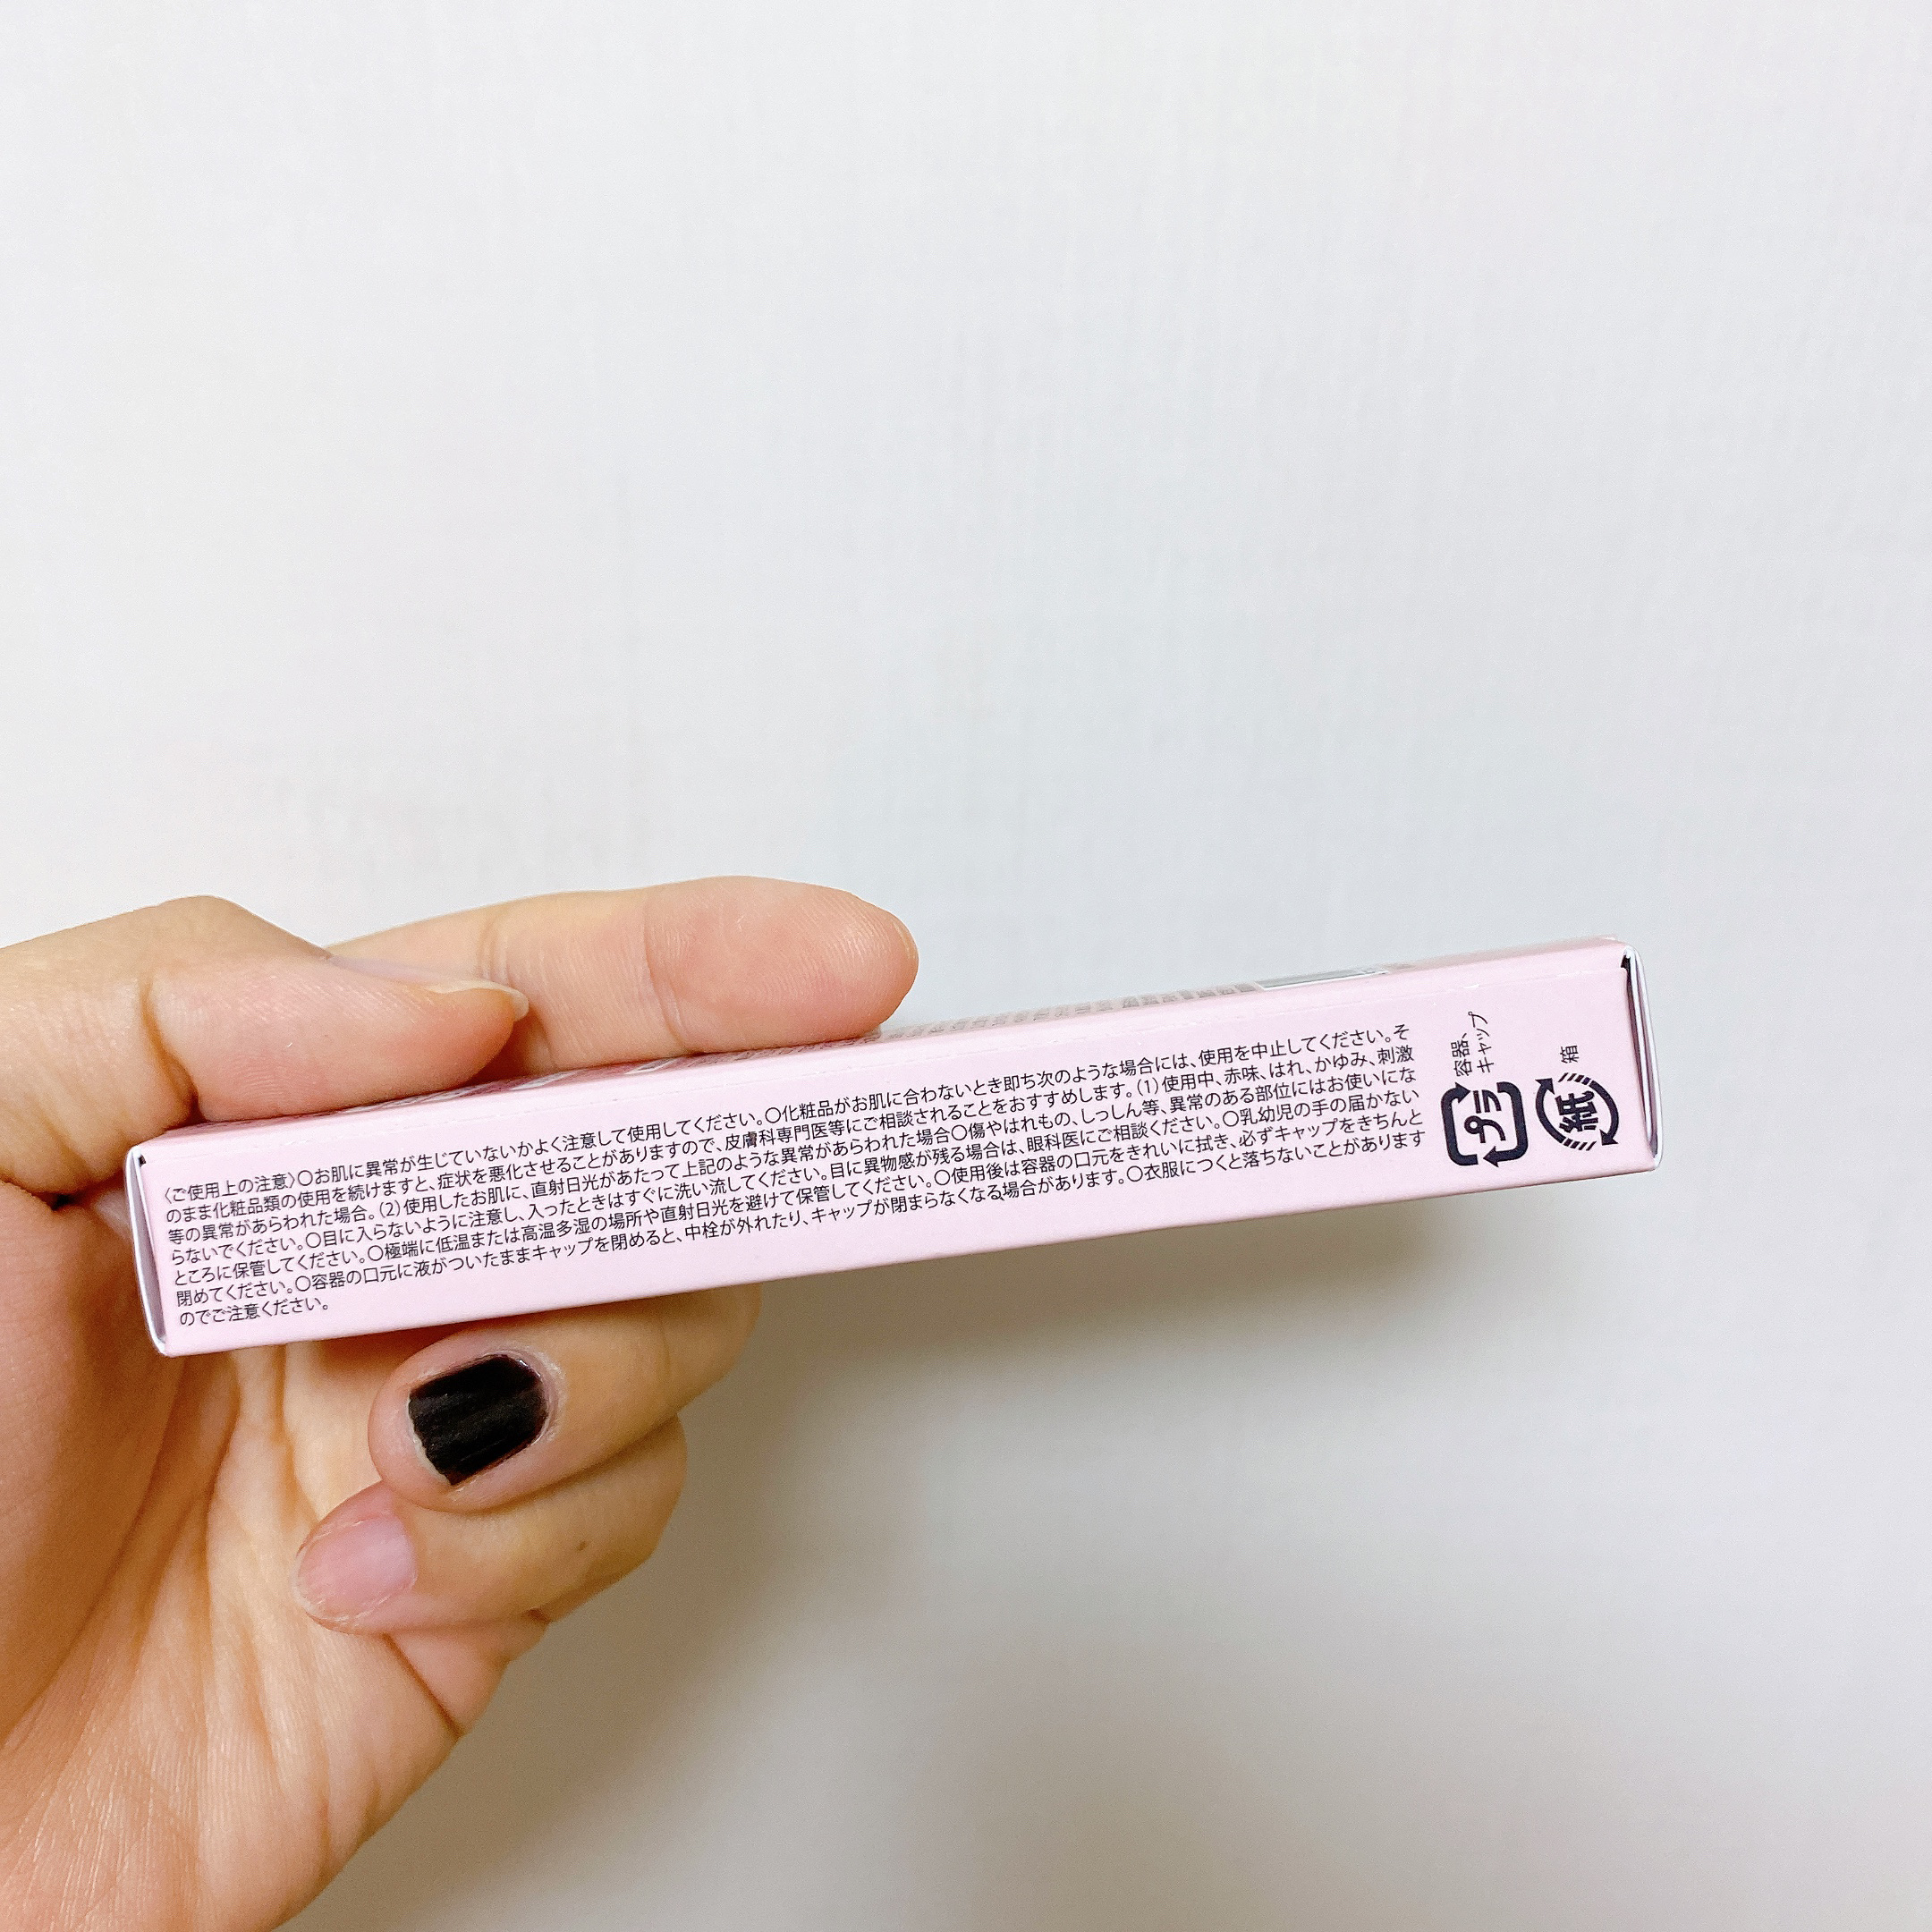 〈ご使用上の注意〉〇お肌に異常が生じていないかよく注意して使用してください。〇化粧品がお肌に合わないとき即ち次のような場合には、使用を中止してください。そ
のまま化粧品類の使用を続けますと、症状を悪化させることがありますので、皮膚科専門医等にご相談されることをおすすめします。(1)使用中、赤味、はれ、かゆみ、刺激
等の異常があらわれた場合。(2)使用したお肌に、直射日光があたって上記のような異常があらわれた場合〇傷やはれもの、しっしん等、異常のある部位にはお使いにな
らないでください。〇目に入らないように注意し、入ったときはすぐに洗い流してください。目に異物感が残る場合は、眼科医にご相談ください。〇乳幼児の手の届かない
ところに保管してください。〇極端に低温または高温多湿の場所や直射日光を避けて保管してください。〇使用後は容器の口元をきれいに拭き、必ずキャップをきちんと
閉めてください。〇容器の口元に液がついたままキャップを閉めると、中栓が外れたり、キャップが閉まらなくなる場合があります。〇衣服につくと落ちないことがあります
のでご注意ください。
容器、
キャップ
プラ
箱
紙